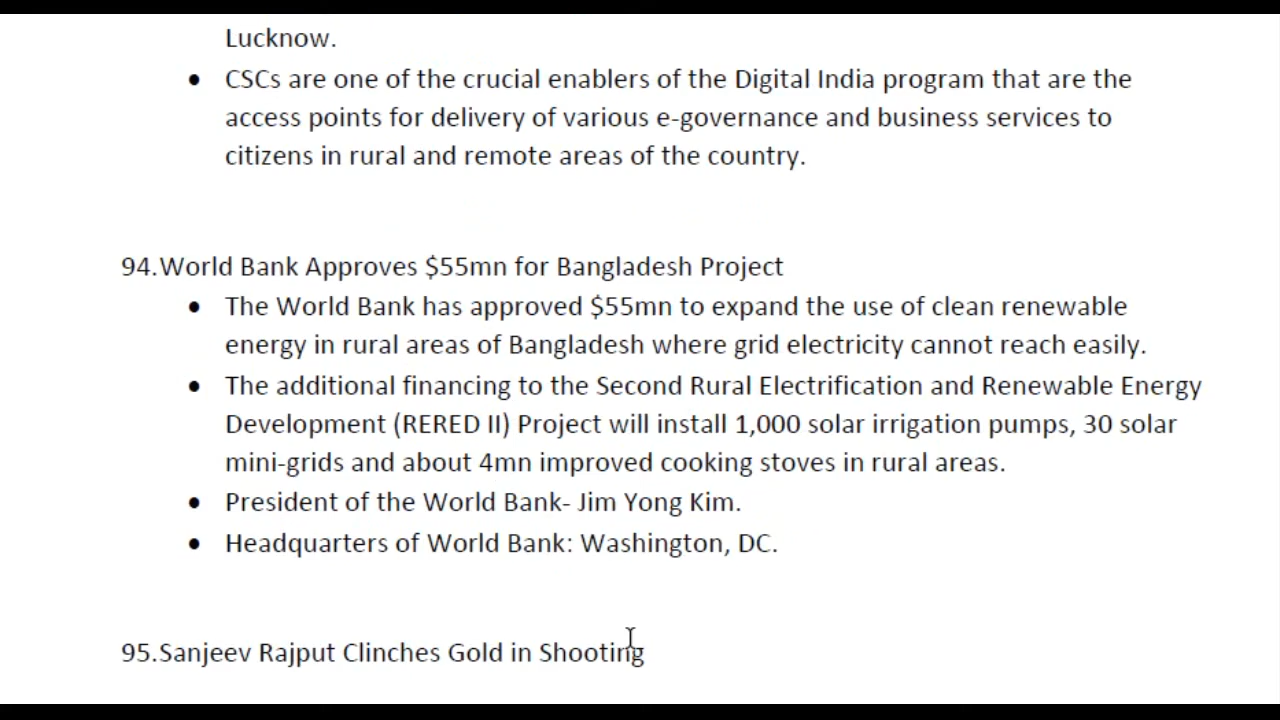 Lucknow.
• CSCs are one of the crucial enablers of the Digital India program that are the
access points for delivery of various e-governance and business services to
citizens in rural and remote areas of the country.
94.World Bank Approves $55mn for Bangladesh Project
• The World Bank has approved $55mn to expand the use of clean renewable
energy in rural areas of Bangladesh where grid electricity cannot reach easily.
• The additional financing to the Second Rural Electrification and Renewable Energy
Development (RERED II) Project will install 1,000 solar irrigation pumps, 30 solar
mini-grids and about 4mn improved cooking stoves in rural areas.
• President of the World Bank- Jim Yong Kim.
• Headquarters of World Bank: Washington, DC.
95.Sanjeev Rajput Clinches Gold in Shooting